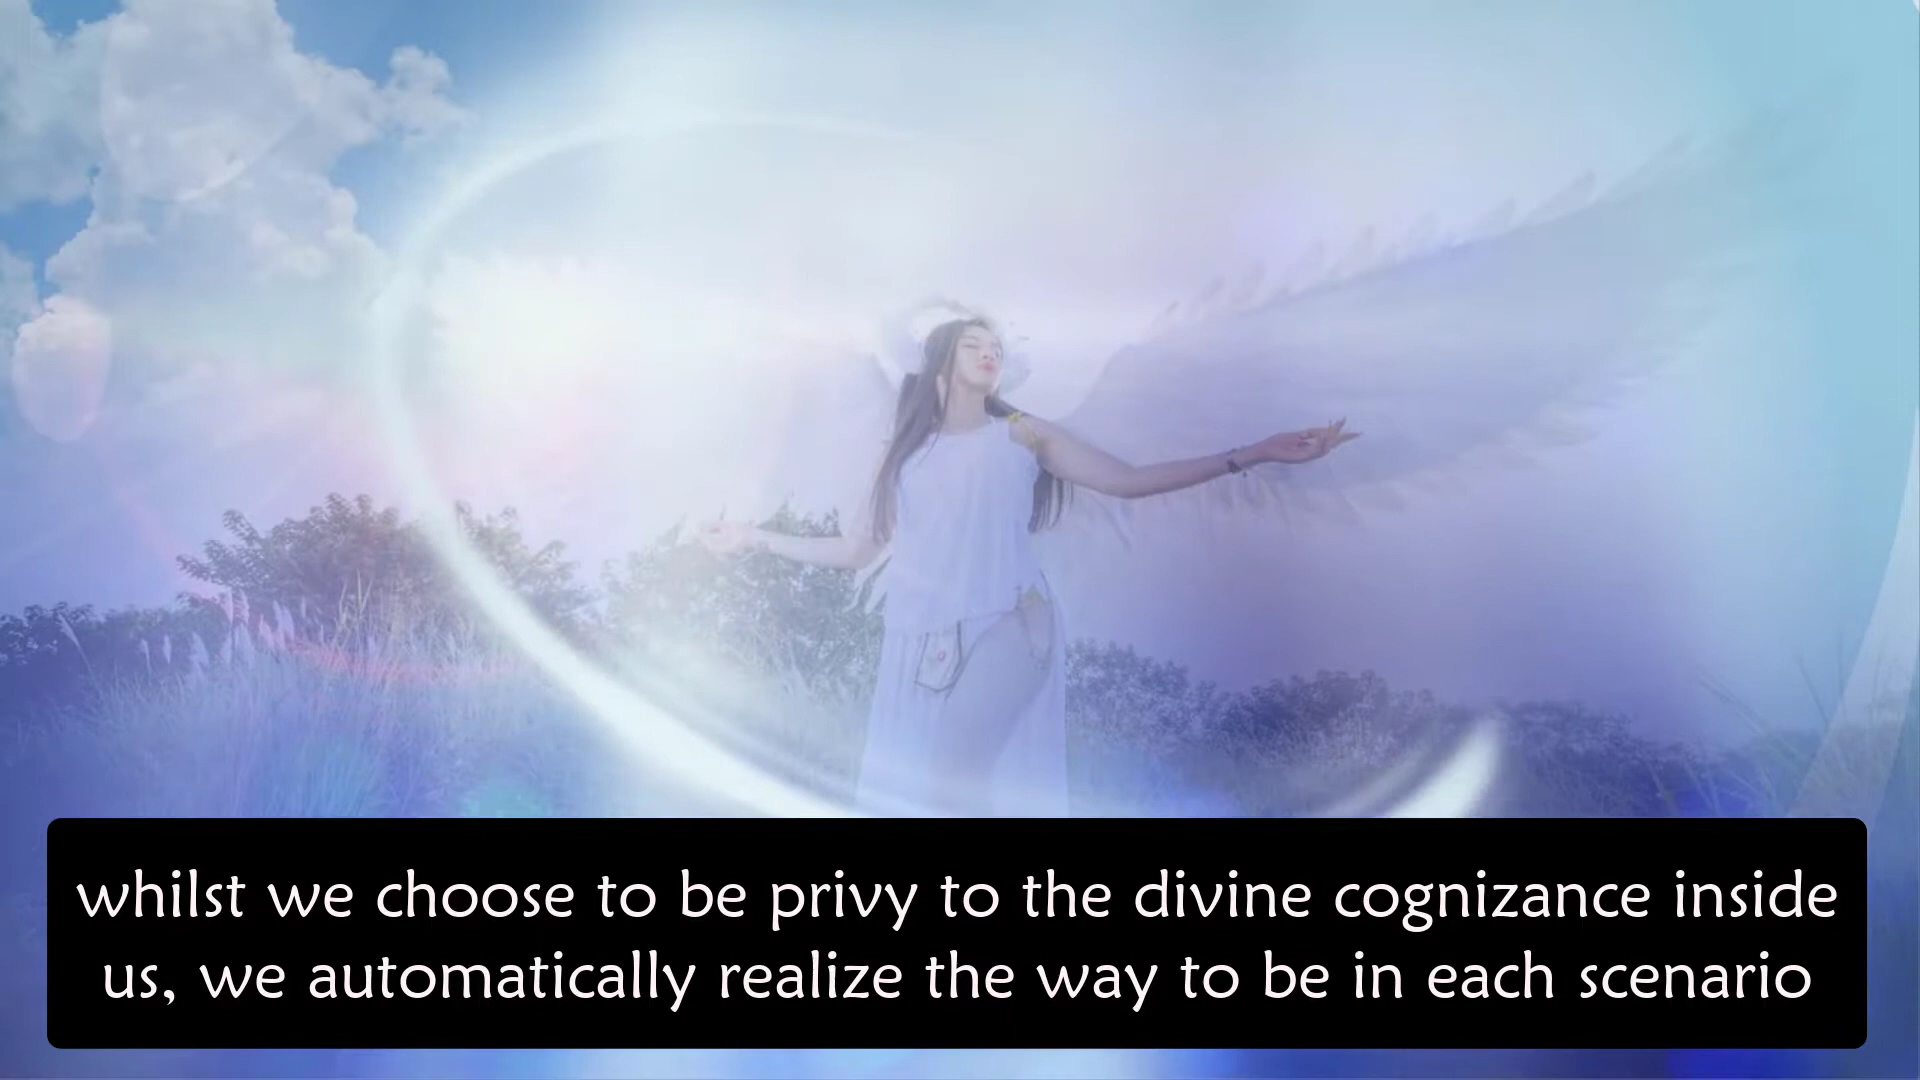 whilst we choose to be privy to the divine cognizance inside
us, we automatically realize the way to be in each scenario